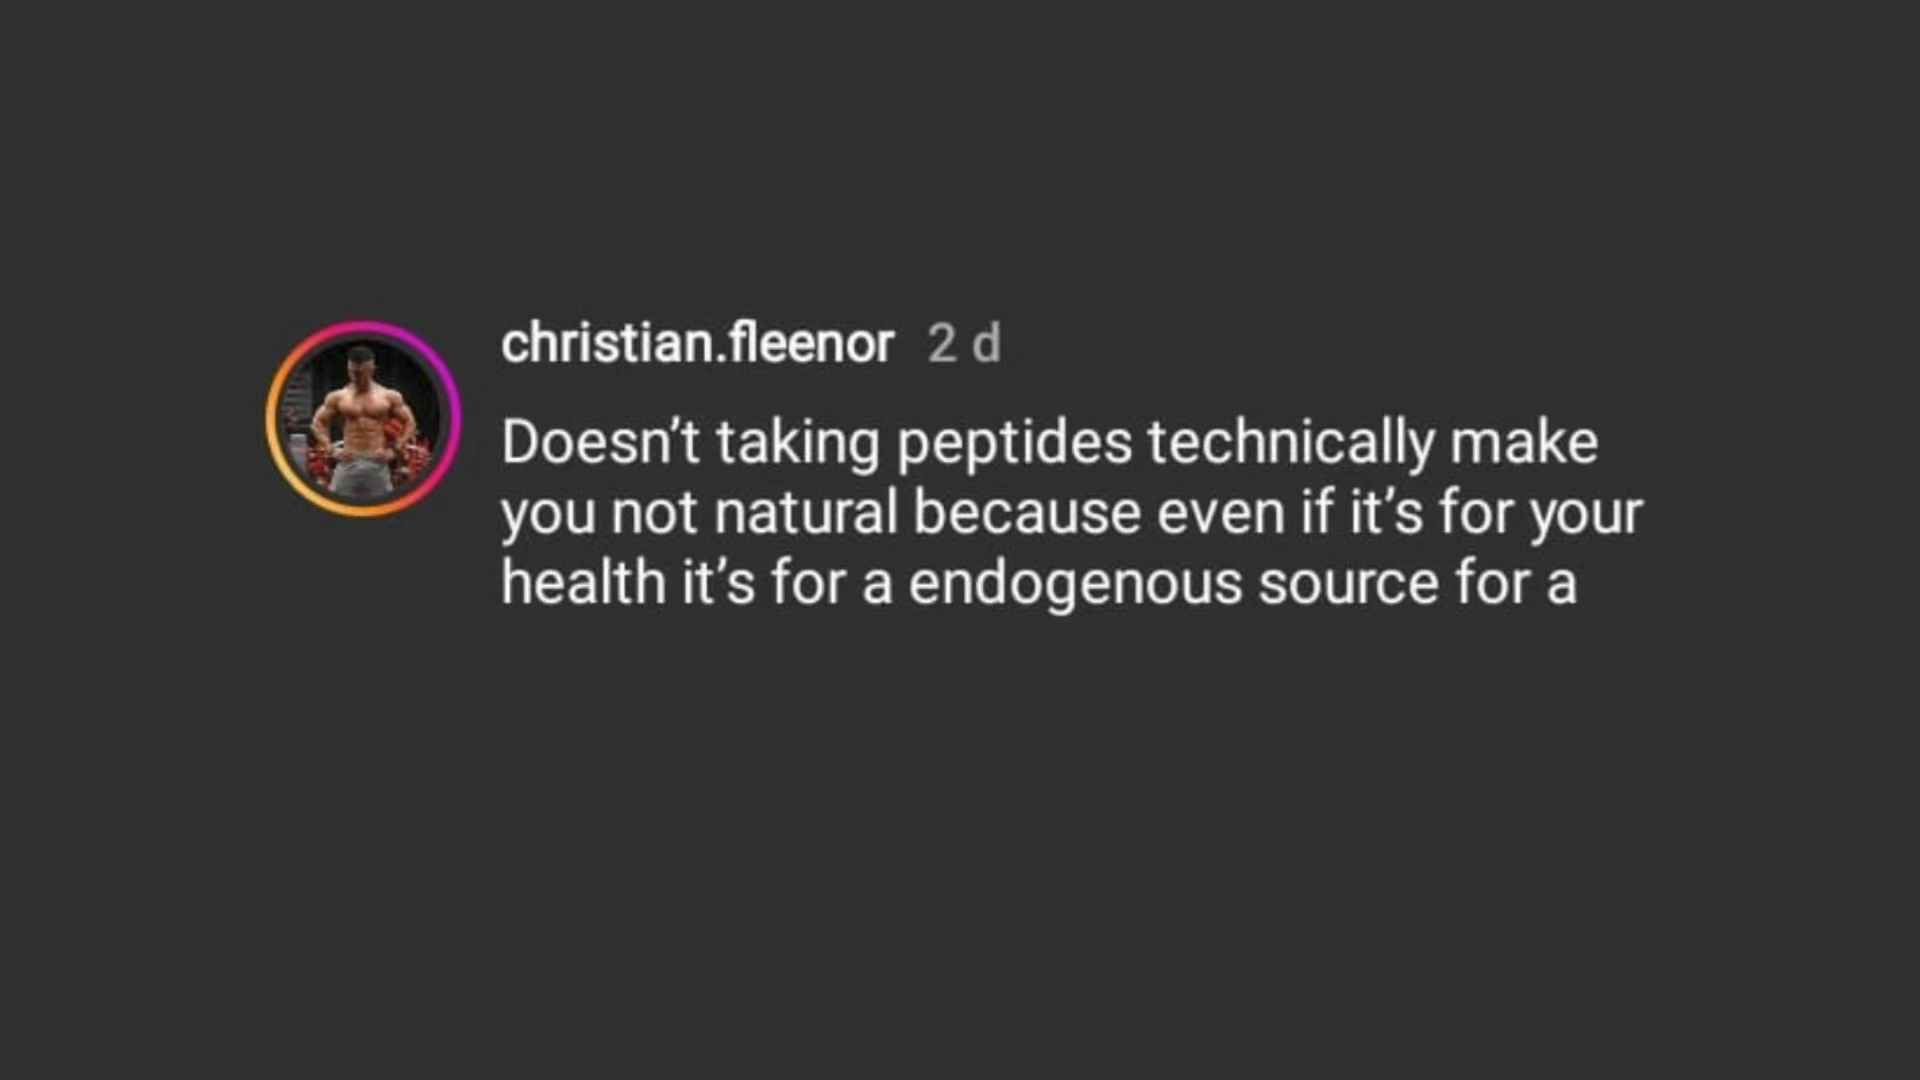 christian.fleenor 2 d
Doesn’t taking peptides technically make
you not natural because even if it’s for your
health it’s for a endogenous source for a